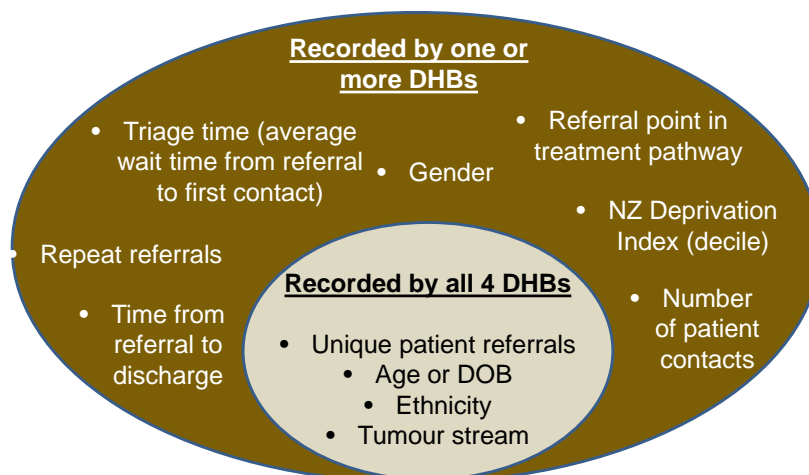 Recorded by one or
more DHBs
• Triage time (average
wait time from referral
to first contact)
• Gender
• Referral point in
treatment pathway
• NZ Deprivation
Index (decile)
• Repeat referrals
• Time from
referral to
discharge
• Number
of patient
contacts
Recorded by all 4 DHBs
• Unique patient referrals
• Age or DOB
• Ethnicity
• Tumour stream